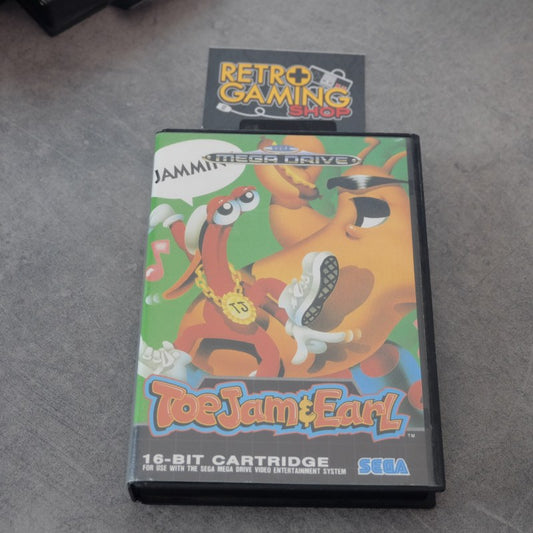 RETRO
GAMING
SHOP
MEGA DRIVE
JAMMIN
TJ
ToeJam & Earl
TM
16-BIT CARTRIDGE
FOR USE WITH THE SEGA MEGA DRIVE VIDEO ENTERTAINMENT SYSTEM
SEGA